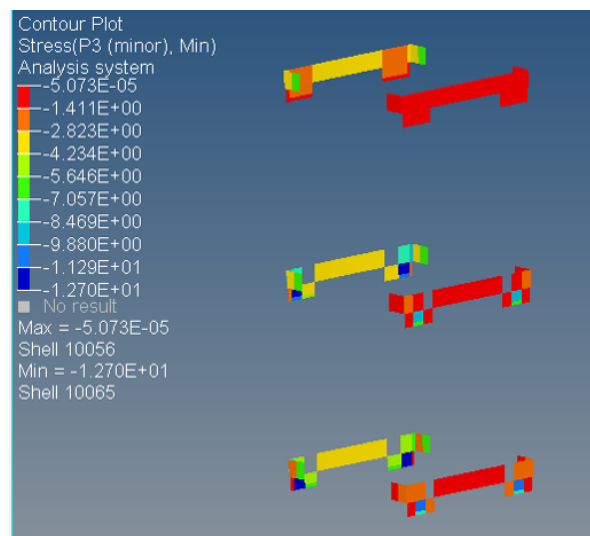 Contour Plot
Stress(P3 (minor), Min)
Analysis system
-5.073E-05
-1.411E+00
-2.823E+00
-4.234E+00
-5.646E+00
-7.057E+00
-8.469E+00
-9.880E+00
-1.129E+01
-1.270E+01
No result
Max = -5.073E-05
Shell 10056
Min = -1.270E+01
Shell 10065